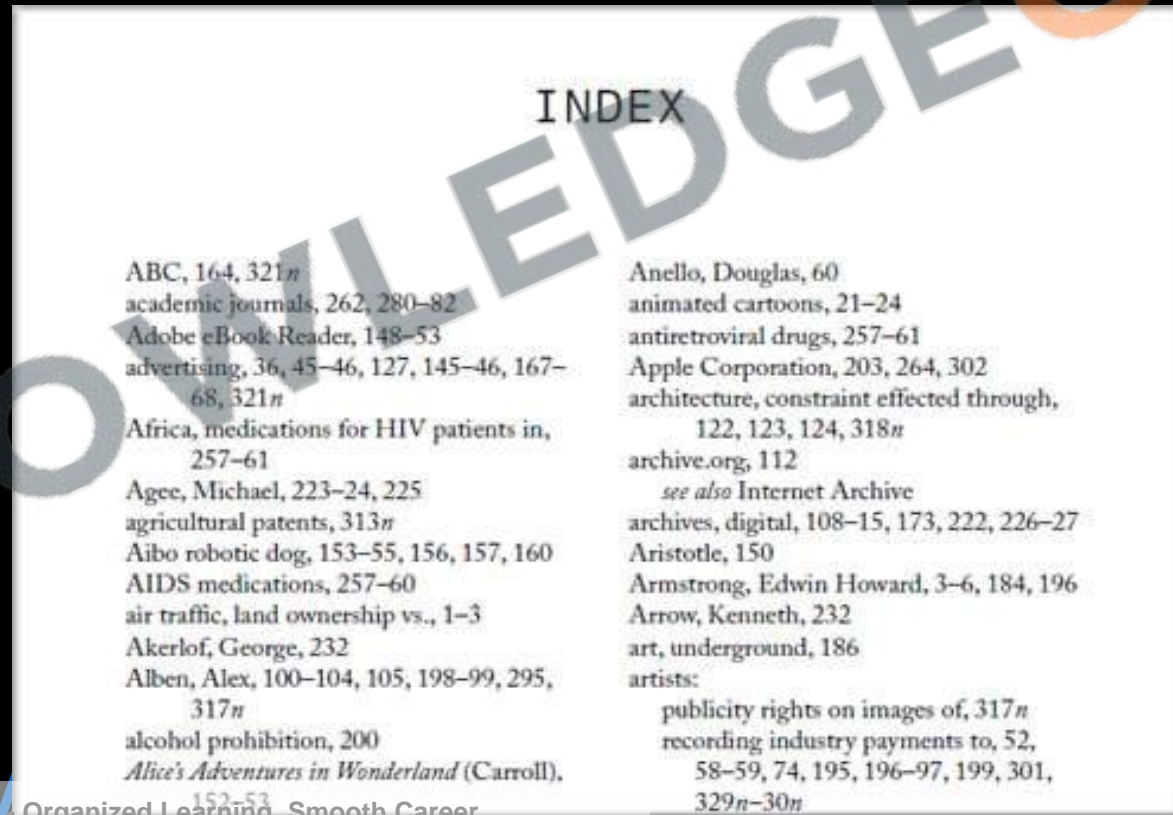 OWLEDGE
INDEX
ABC, 164, 321n
academic journals, 262, 280–82
Adobe eBook Reader, 148–53
advertising, 36, 45–46, 127, 145–46, 167–
68, 321n
Africa, medications for HIV patients in,
257–61
Agee, Michael, 223–24, 225
agricultural patents, 313n
Aibo robotic dog, 153–55, 156, 157, 160
AIDS medications, 257–60
air traffic, land ownership vs., 1–3
Akerlof, George, 232
Alben, Alex, 100–104, 105, 198–99, 295,
317n
alcohol prohibition, 200
Alice's Adventures in Wonderland (Carroll),
152–53
Anello, Douglas, 60
animated cartoons, 21–24
antiretroviral drugs, 257–61
Apple Corporation, 203, 264, 302
architecture, constraint effected through,
122, 123, 124, 318n
archive.org, 112
see also Internet Archive
archives, digital, 108–15, 173, 222, 226–27
Aristotle, 150
Armstrong, Edwin Howard, 3–6, 184, 196
Arrow, Kenneth, 232
art, underground, 186
artists:
publicity rights on images of, 317n
recording industry payments to, 52,
58–59, 74, 195, 196–97, 199, 301,
329n–30n
Organized Learning, Smooth Career